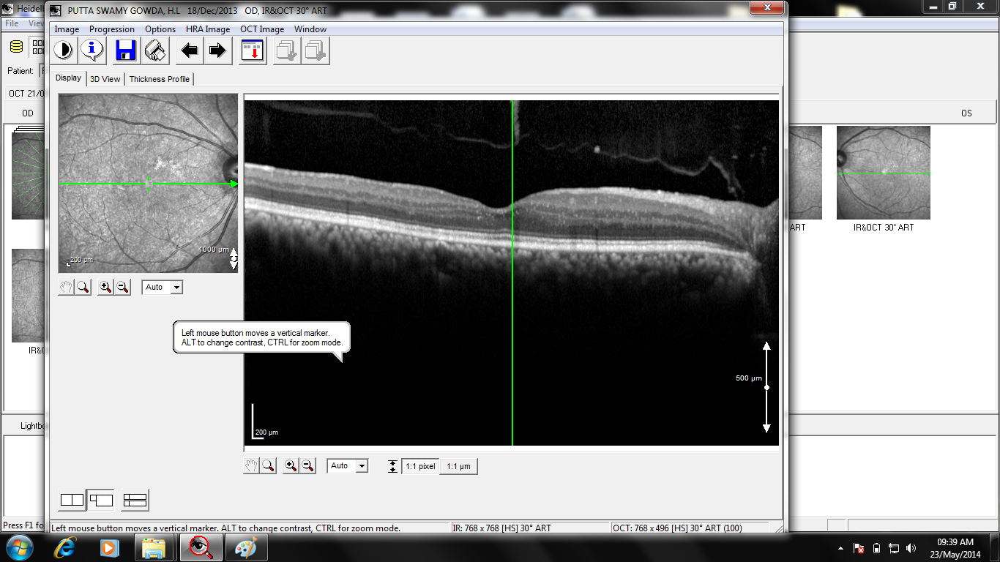 Heidel
PUTTA SWAMY GOWDA, H.L 18/Dec/2013 OD, IR&OCT 30° ART
File View
Image Progression Options HRA Image OCT Image Window
Patient:
Display 3D View Thickness Profile
OCT 21/0
OD
OS
200 µm
1000 µm
Auto
ART
IR&OCT 30° ART
IR&O
Left mouse button moves a vertical marker.
ALT to change contrast, CTRL for zoom mode.
500 µm
200 µm
Lightbo
Auto
1:1 pixel
1:1 µm
Press F1 fo
Left mouse button moves a vertical marker. ALT to change contrast, CTRL for zoom mode.
IR: 768 x 768 [HS] 30° ART
OCT: 768 x 496 [HS] 30° ART (100)
09:39 AM
23/May/2014